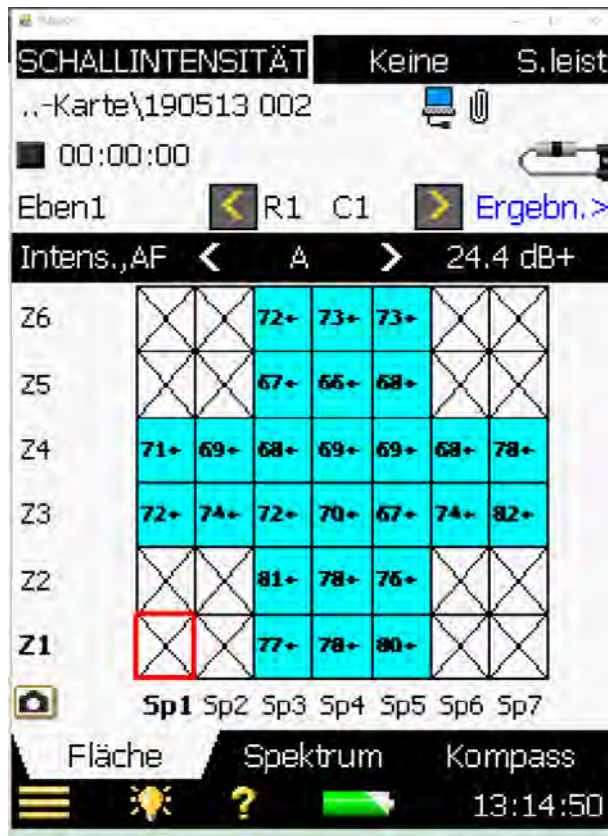 SCHALLINTENSITÄT Keine S.leist
..-Karte\190513 002
00:00:00
Eben1 < R1 C1 > Ergebn.>
Intens.,AF < A > 24.4 dB+
Z6 72+ 73+ 73+
Z5 67+ 66+ 68+
Z4 71+ 69+ 68+ 69+ 69+ 68+ 78+
Z3 72+ 74+ 72+ 70+ 67+ 74+ 82+
Z2 81+ 78+ 76+
Z1 77+ 78+ 80+
Sp1 Sp2 Sp3 Sp4 Sp5 Sp6 Sp7
Fläche Spektrum Kompass
? 13:14:50